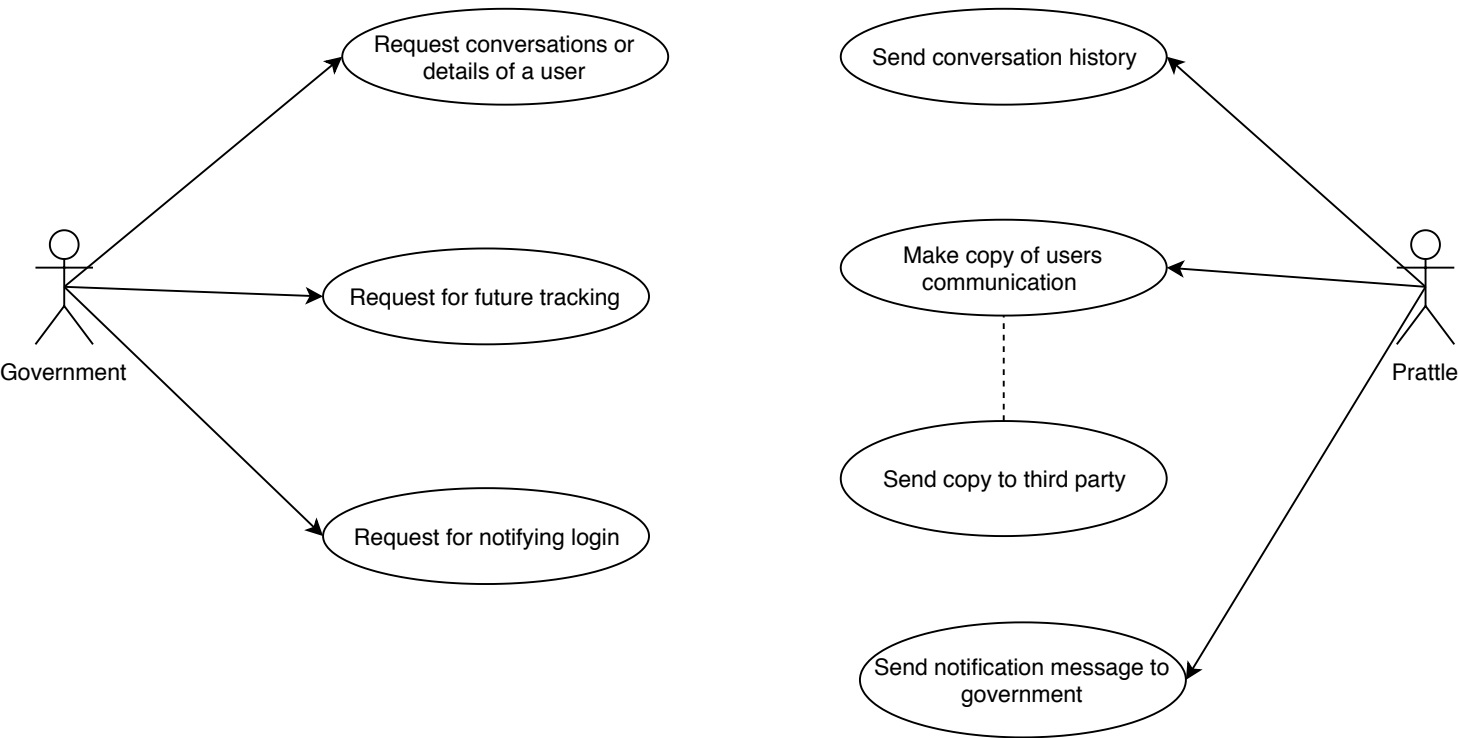 Request conversations or
details of a user
Send conversation history
Make copy of users
communication
Request for future tracking
Government
Prattle
Send copy to third party
Request for notifying login
Send notification message to
government